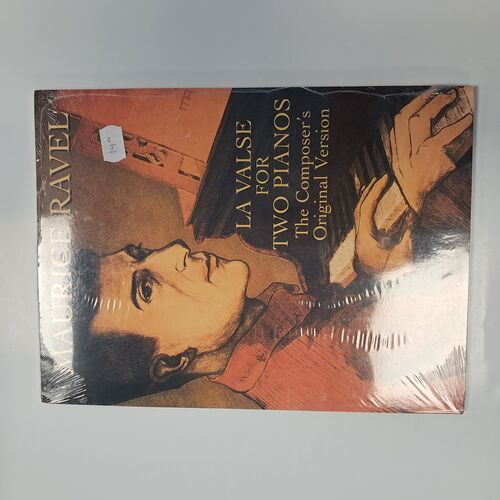 MAURICE RAVEL
LA VALSE
FOR
TWO PIANOS
The Composer's
Original Version